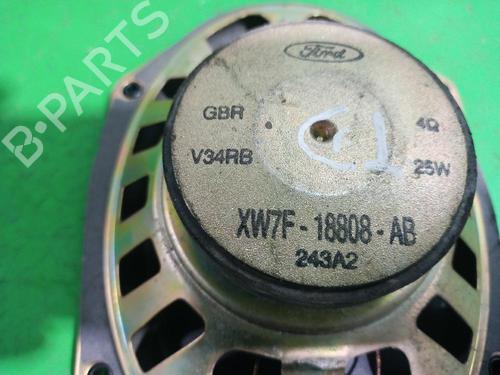 B-PARTS
Ford
GBR 4Ω
V34RB 25W
XW7F-18808-AB
243A2